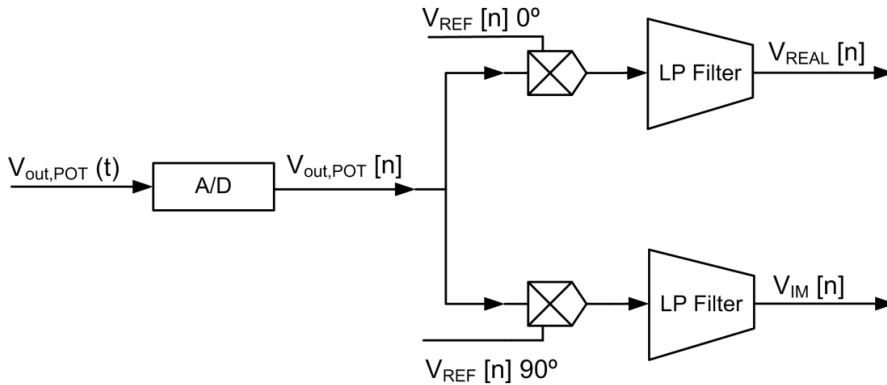 V_REF [n] 0º
LP Filter
V_REAL [n]
V_out,POT (t)
A/D
V_out,POT [n]
LP Filter
V_IM [n]
V_REF [n] 90º